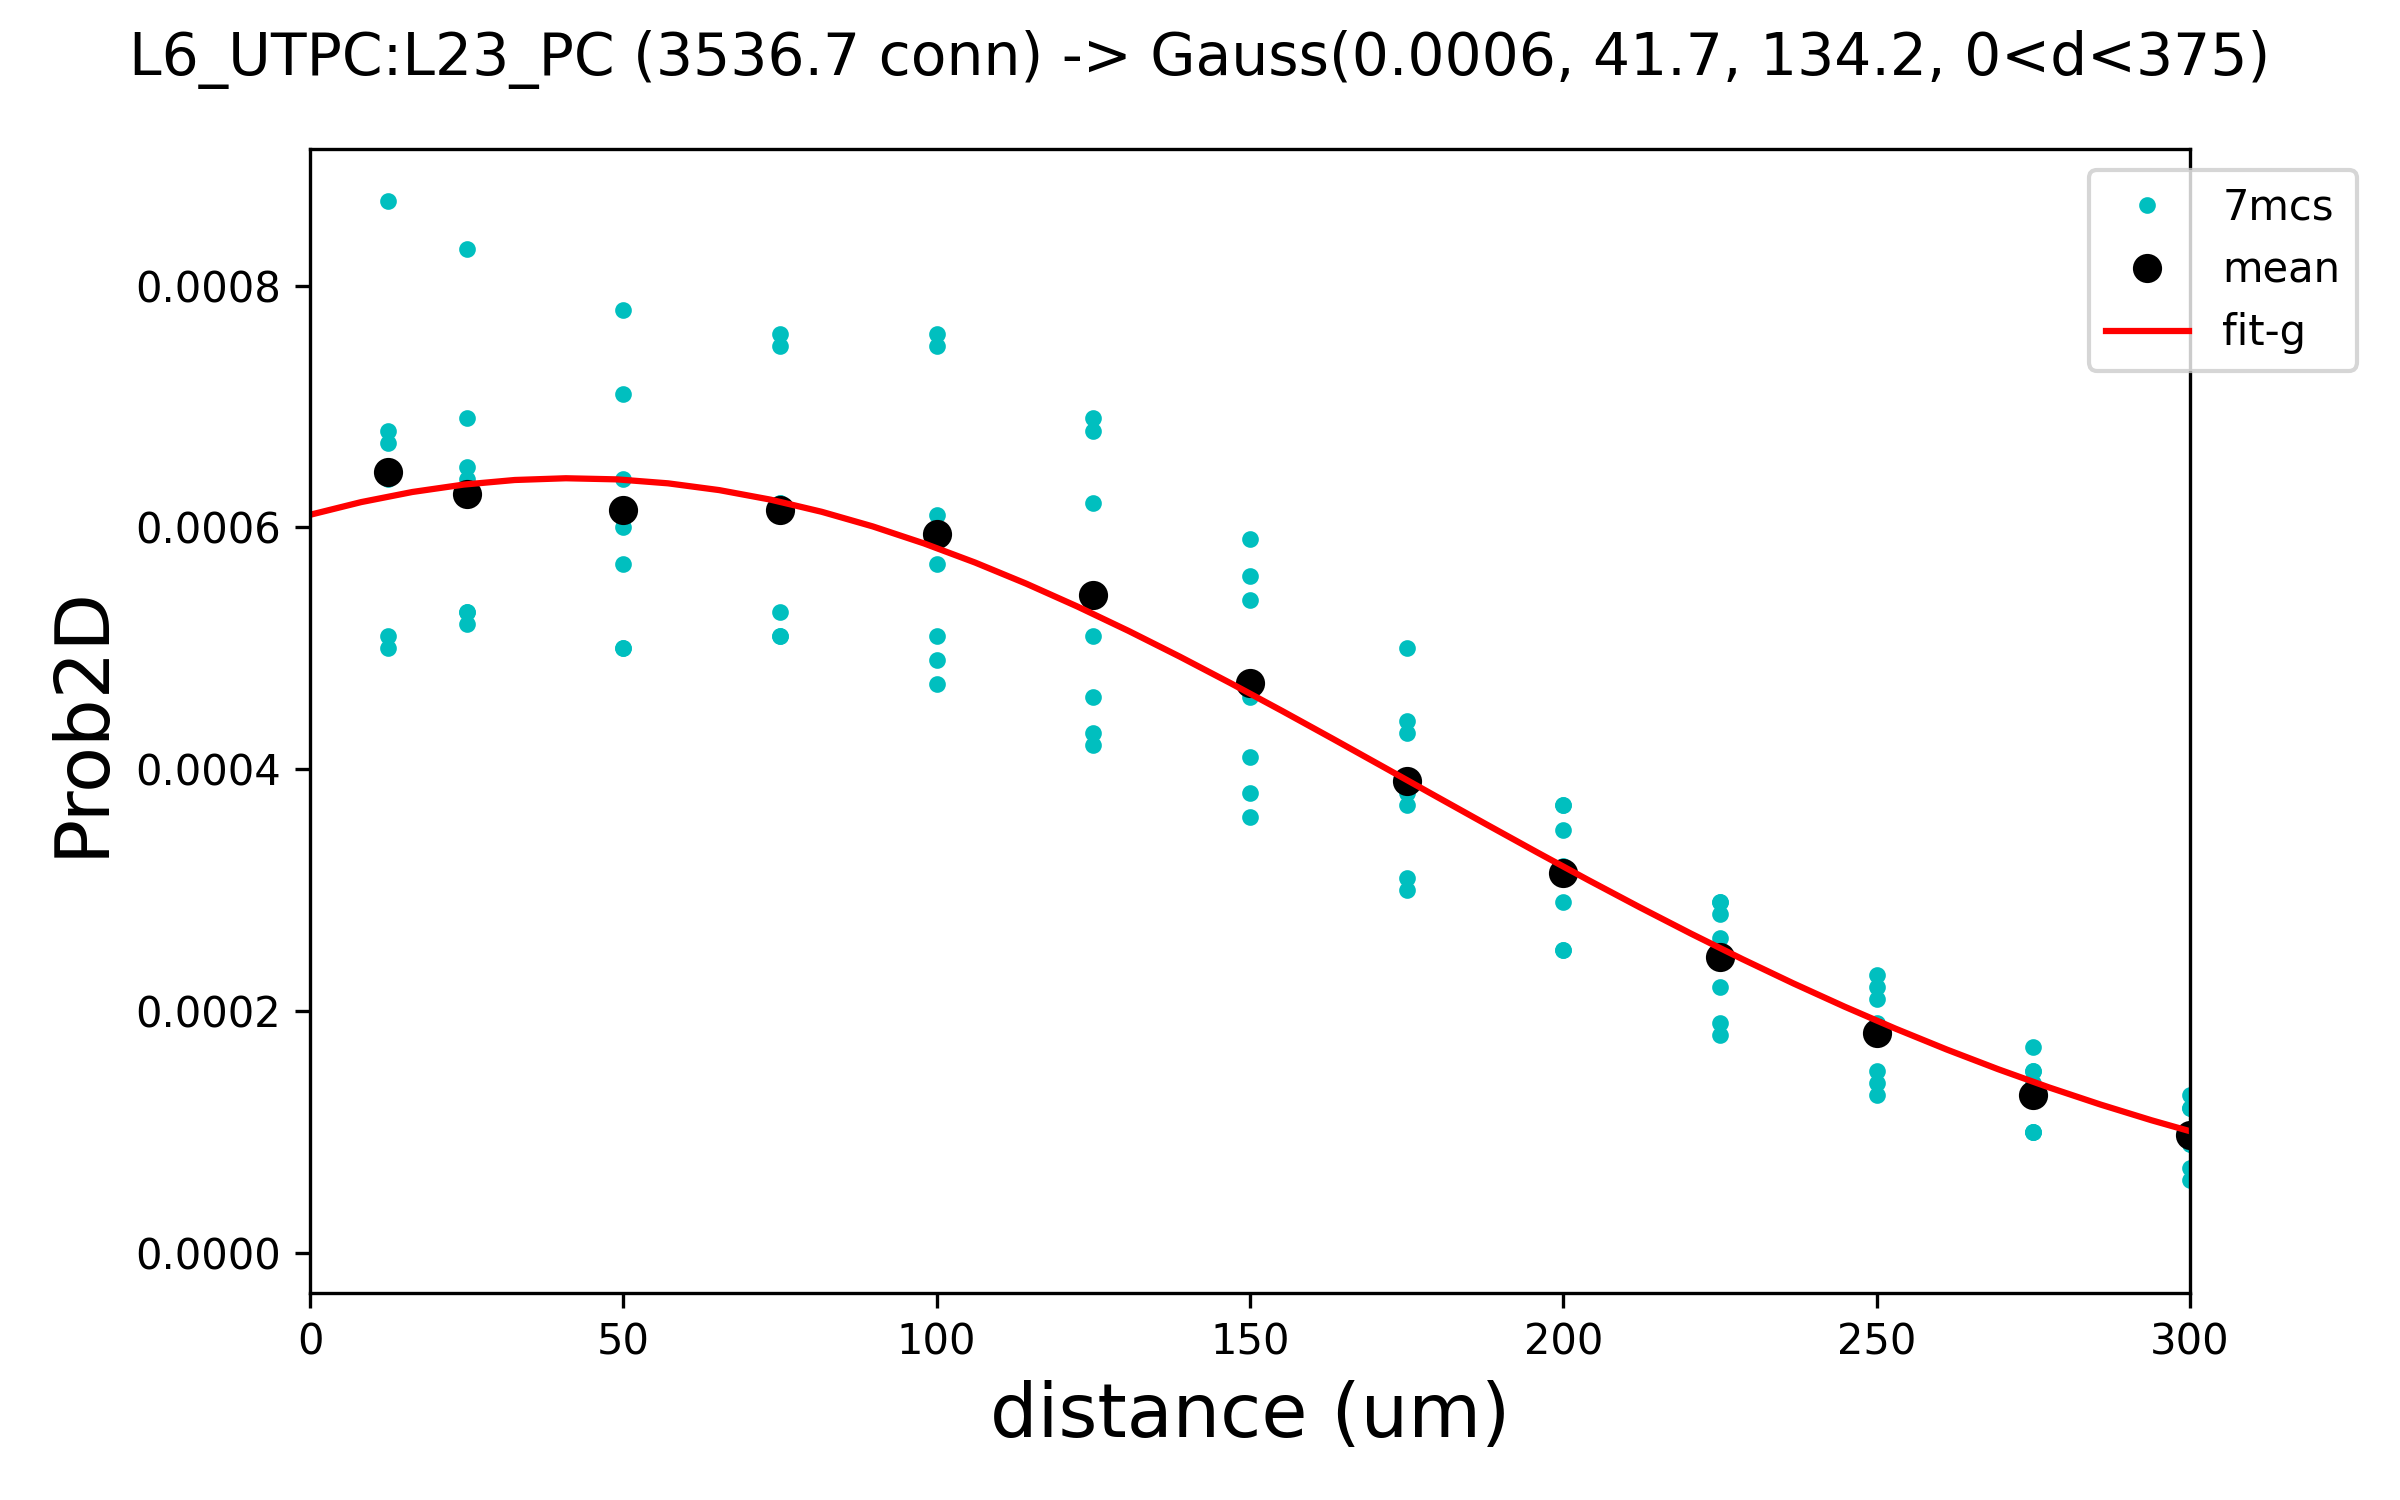 L6_UTPC:L23_PC (3536.7 conn) -> Gauss(0.0006, 41.7, 134.2, 0<d<375)
7mcs
mean
fit-g
Prob2D
0.0008
0.0006
0.0004
0.0002
0.0000
0 50 100 150 200 250 300
distance (um)